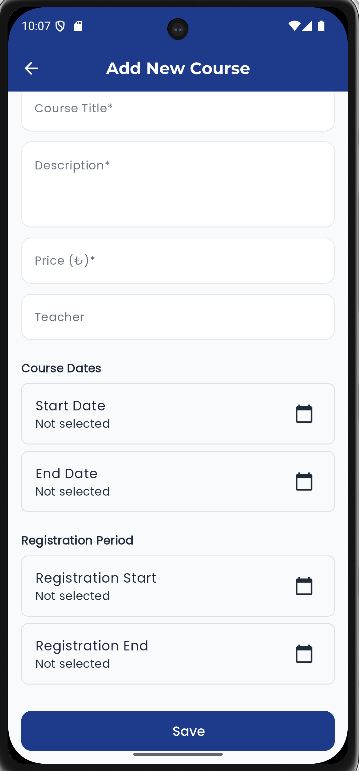 10:07
Add New Course
Course Title*
Description*
Price (₺)*
Teacher
Course Dates
Start Date
Not selected
End Date
Not selected
Registration Period
Registration Start
Not selected
Registration End
Not selected
Save